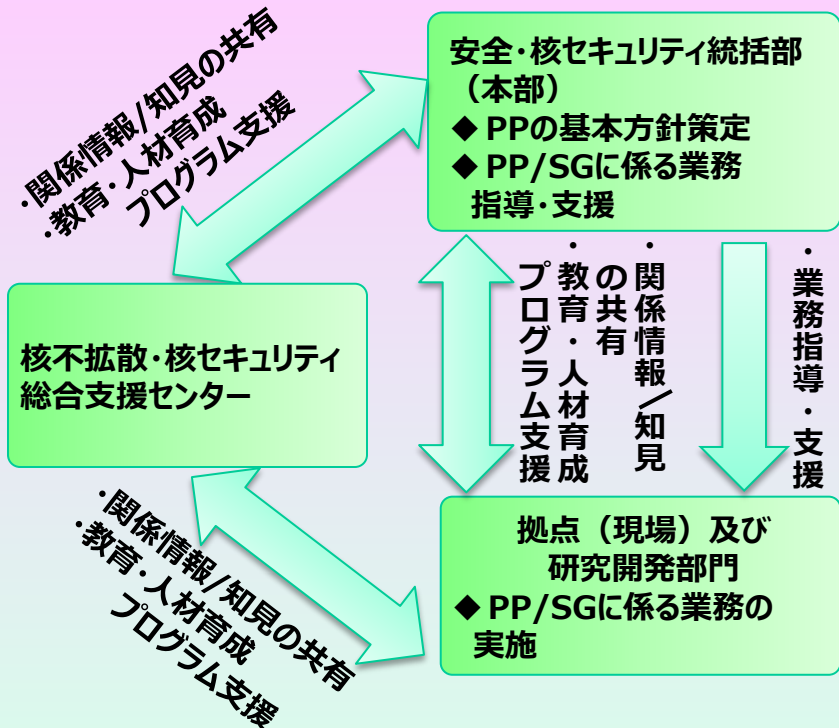 ・関係情報/知見の共有
・教育・人材育成
プログラム支援
安全・核セキュリティ統括部
（本部）
◆ PPの基本方針策定
◆ PP/SGに係る業務
指導・支援
核不拡散・核セキュリティ
総合支援センター
・関係情報/知見
の共有
・教育・人材育成
プログラム支援
・業務指導・支援
・関係情報/知見の共有
・教育・人材育成
プログラム支援
拠点（現場）及び
研究開発部門
◆ PP/SGに係る業務の
実施